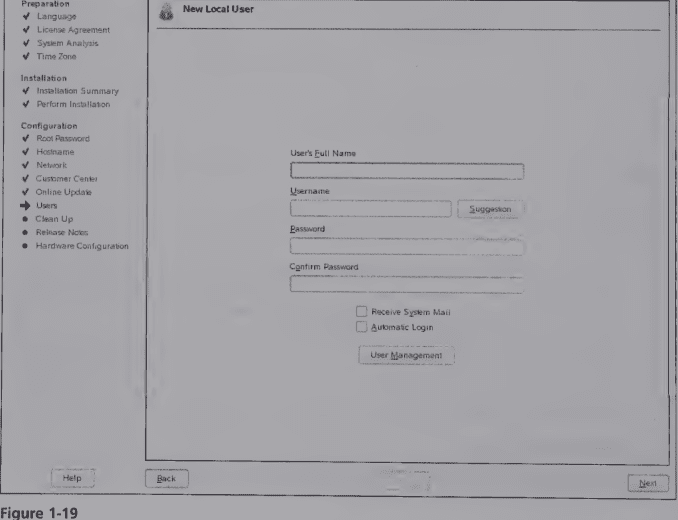 Preparation
Language
License Agreement
System Analysis
Time Zone
Installation
Installation Summary
Perform Installation
Configuration
Root Password
Hostname
Network
Customer Center
Online Update
Users
Clean Up
Release Notes
Hardware Configuration
New Local User
User's Full Name
Username
Suggestion
Password
Confirm Password
Receive System Mail
Automatic Login
User Management
Help
Back
Next
Figure 1-19